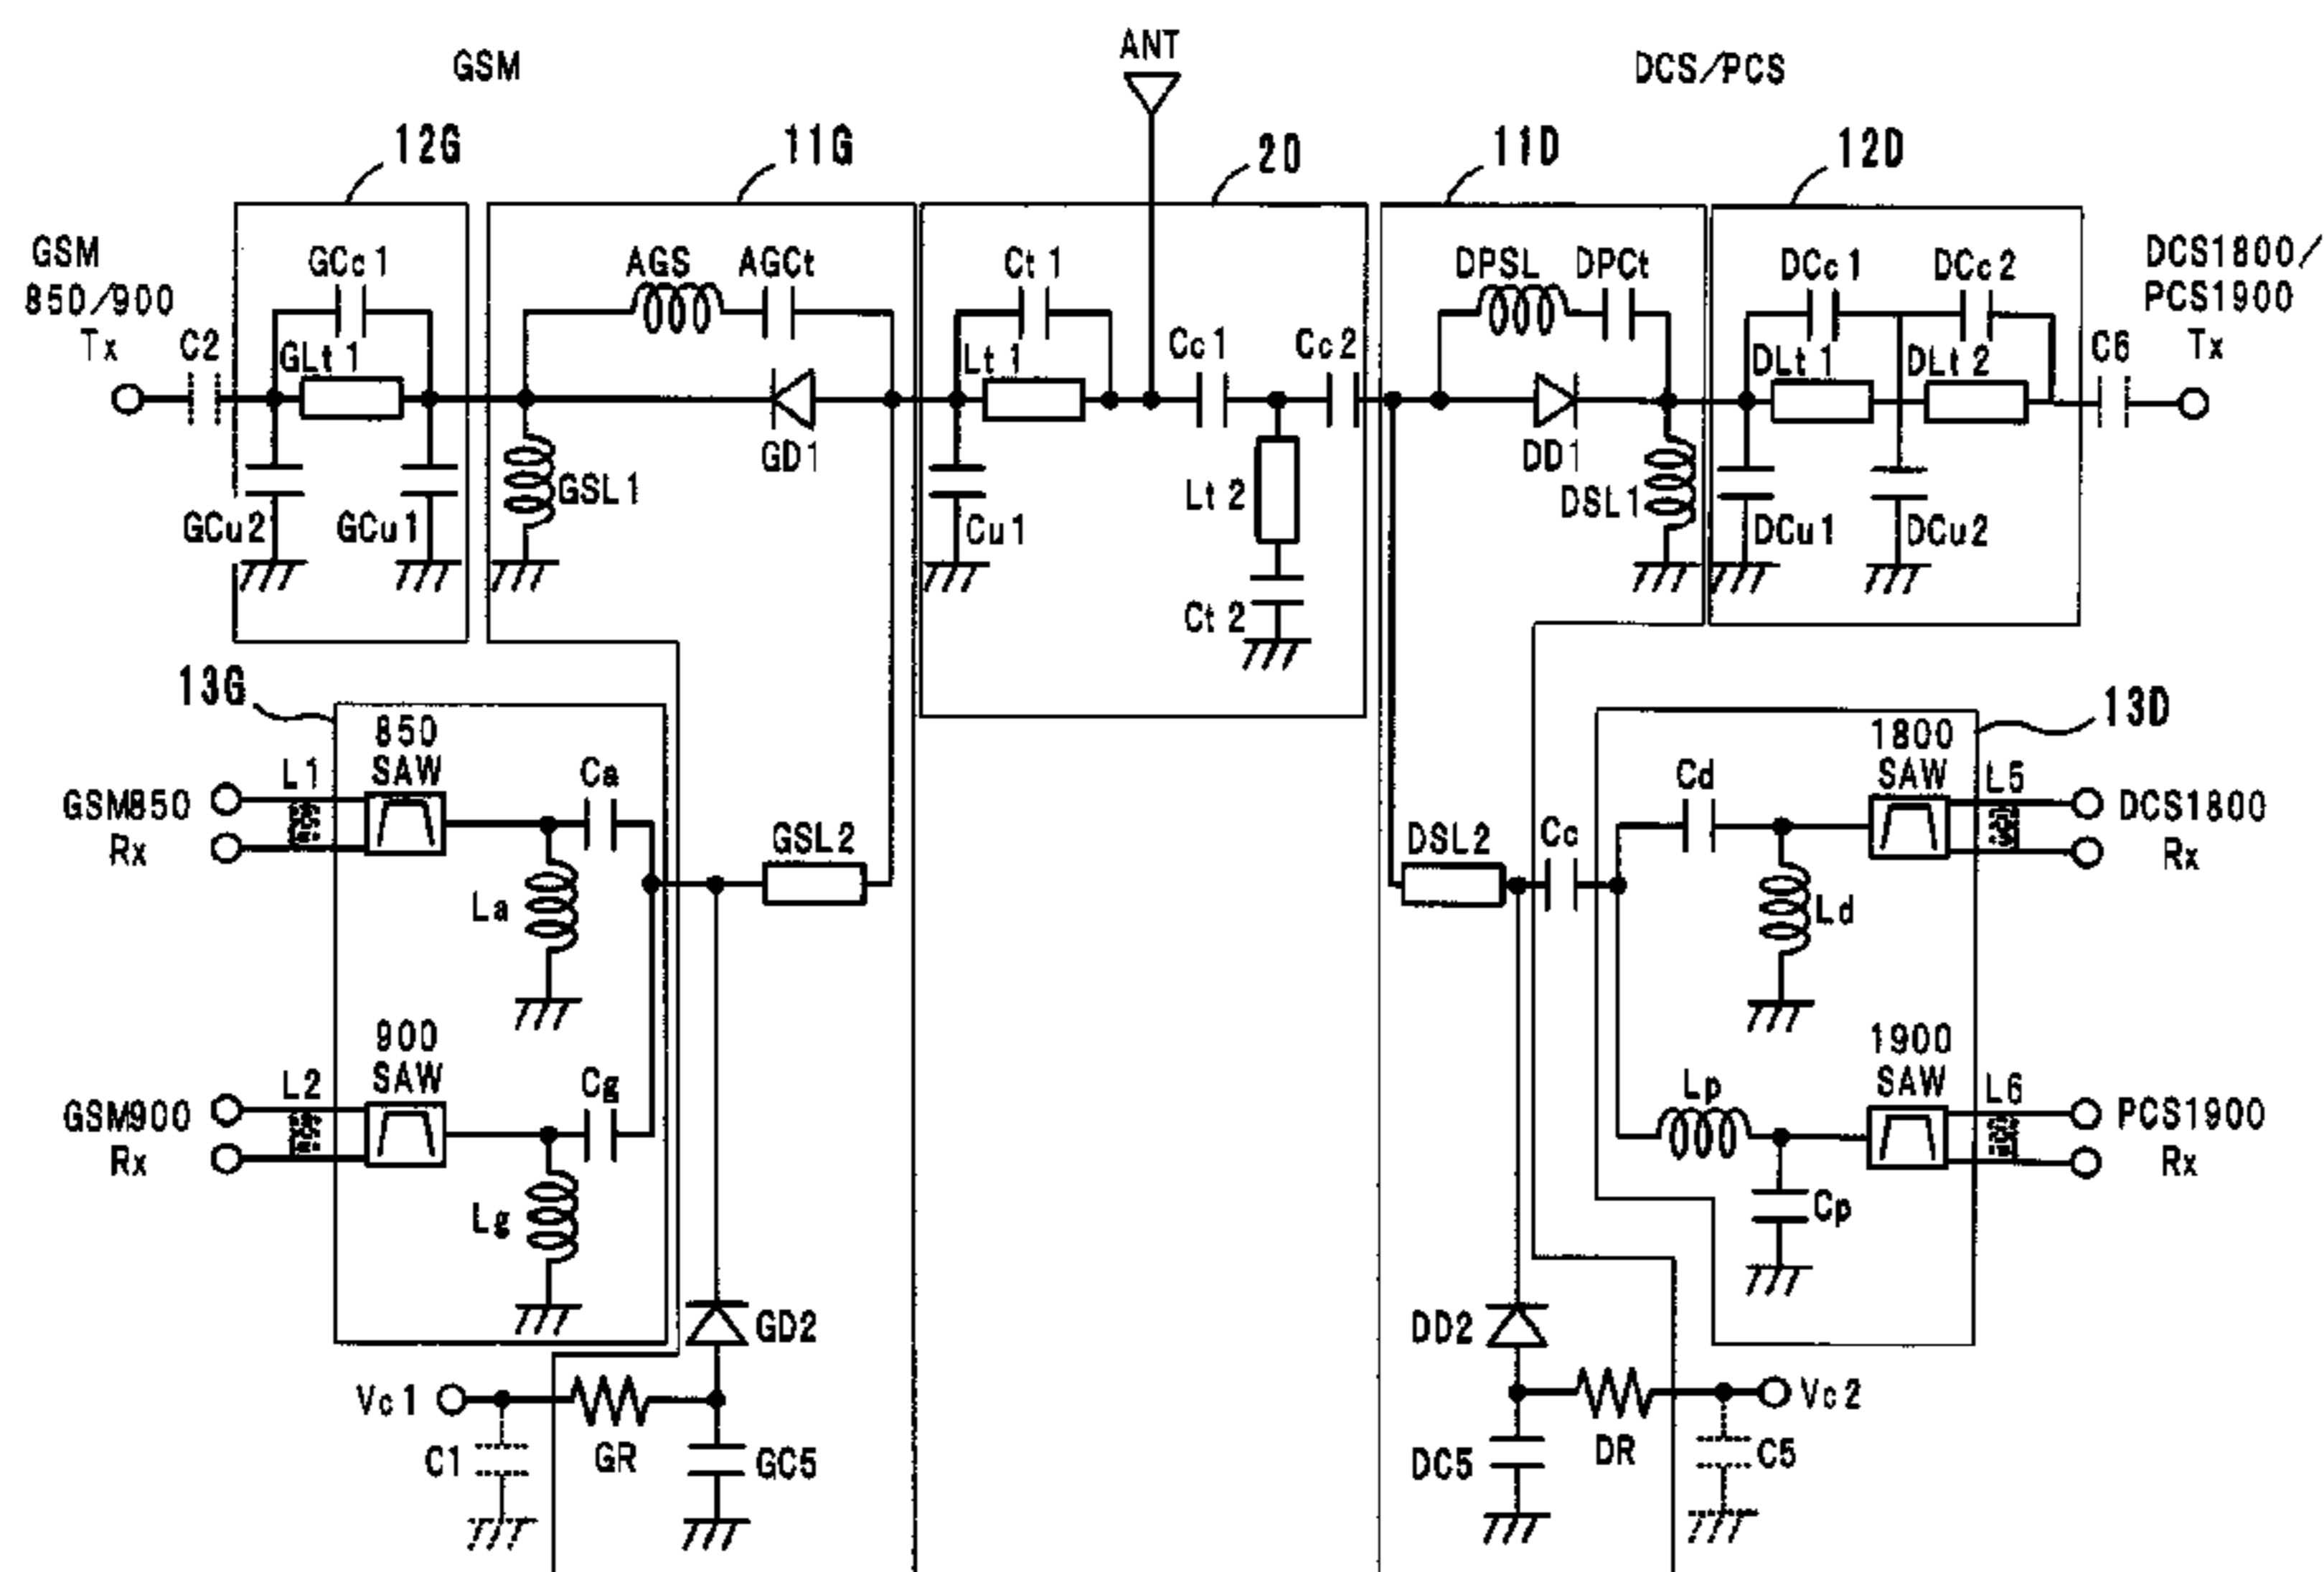 ANT
GSM
DCS/PCS
12G
11G
20
11D
12D
GSM
850/900
Tx
C2
GCc1
GLt1
GCu2
GCu1
AGS
AGCt
GD1
GSL1
Ct1
Lt1
Cu1
Cc1
Cc2
Lt2
Ct2
DPSL
DPCt
DD1
DSL1
DCc1
DCc2
DLt1
DLt2
DCu1
DCu2
C6
DCS1800/
PCS1900
Tx
13G
850
SAW
L1
GSM850
Rx
Ca
La
GSL2
900
SAW
L2
GSM900
Rx
Cg
Lg
GD2
Vc1
C1
GR
GC5
13D
DSL2
Cc
Cd
1800
SAW
L5
DCS1800
Rx
Ld
1900
SAW
L6
PCS1900
Rx
Lp
Cp
DD2
DC5
DR
Vc2
C5